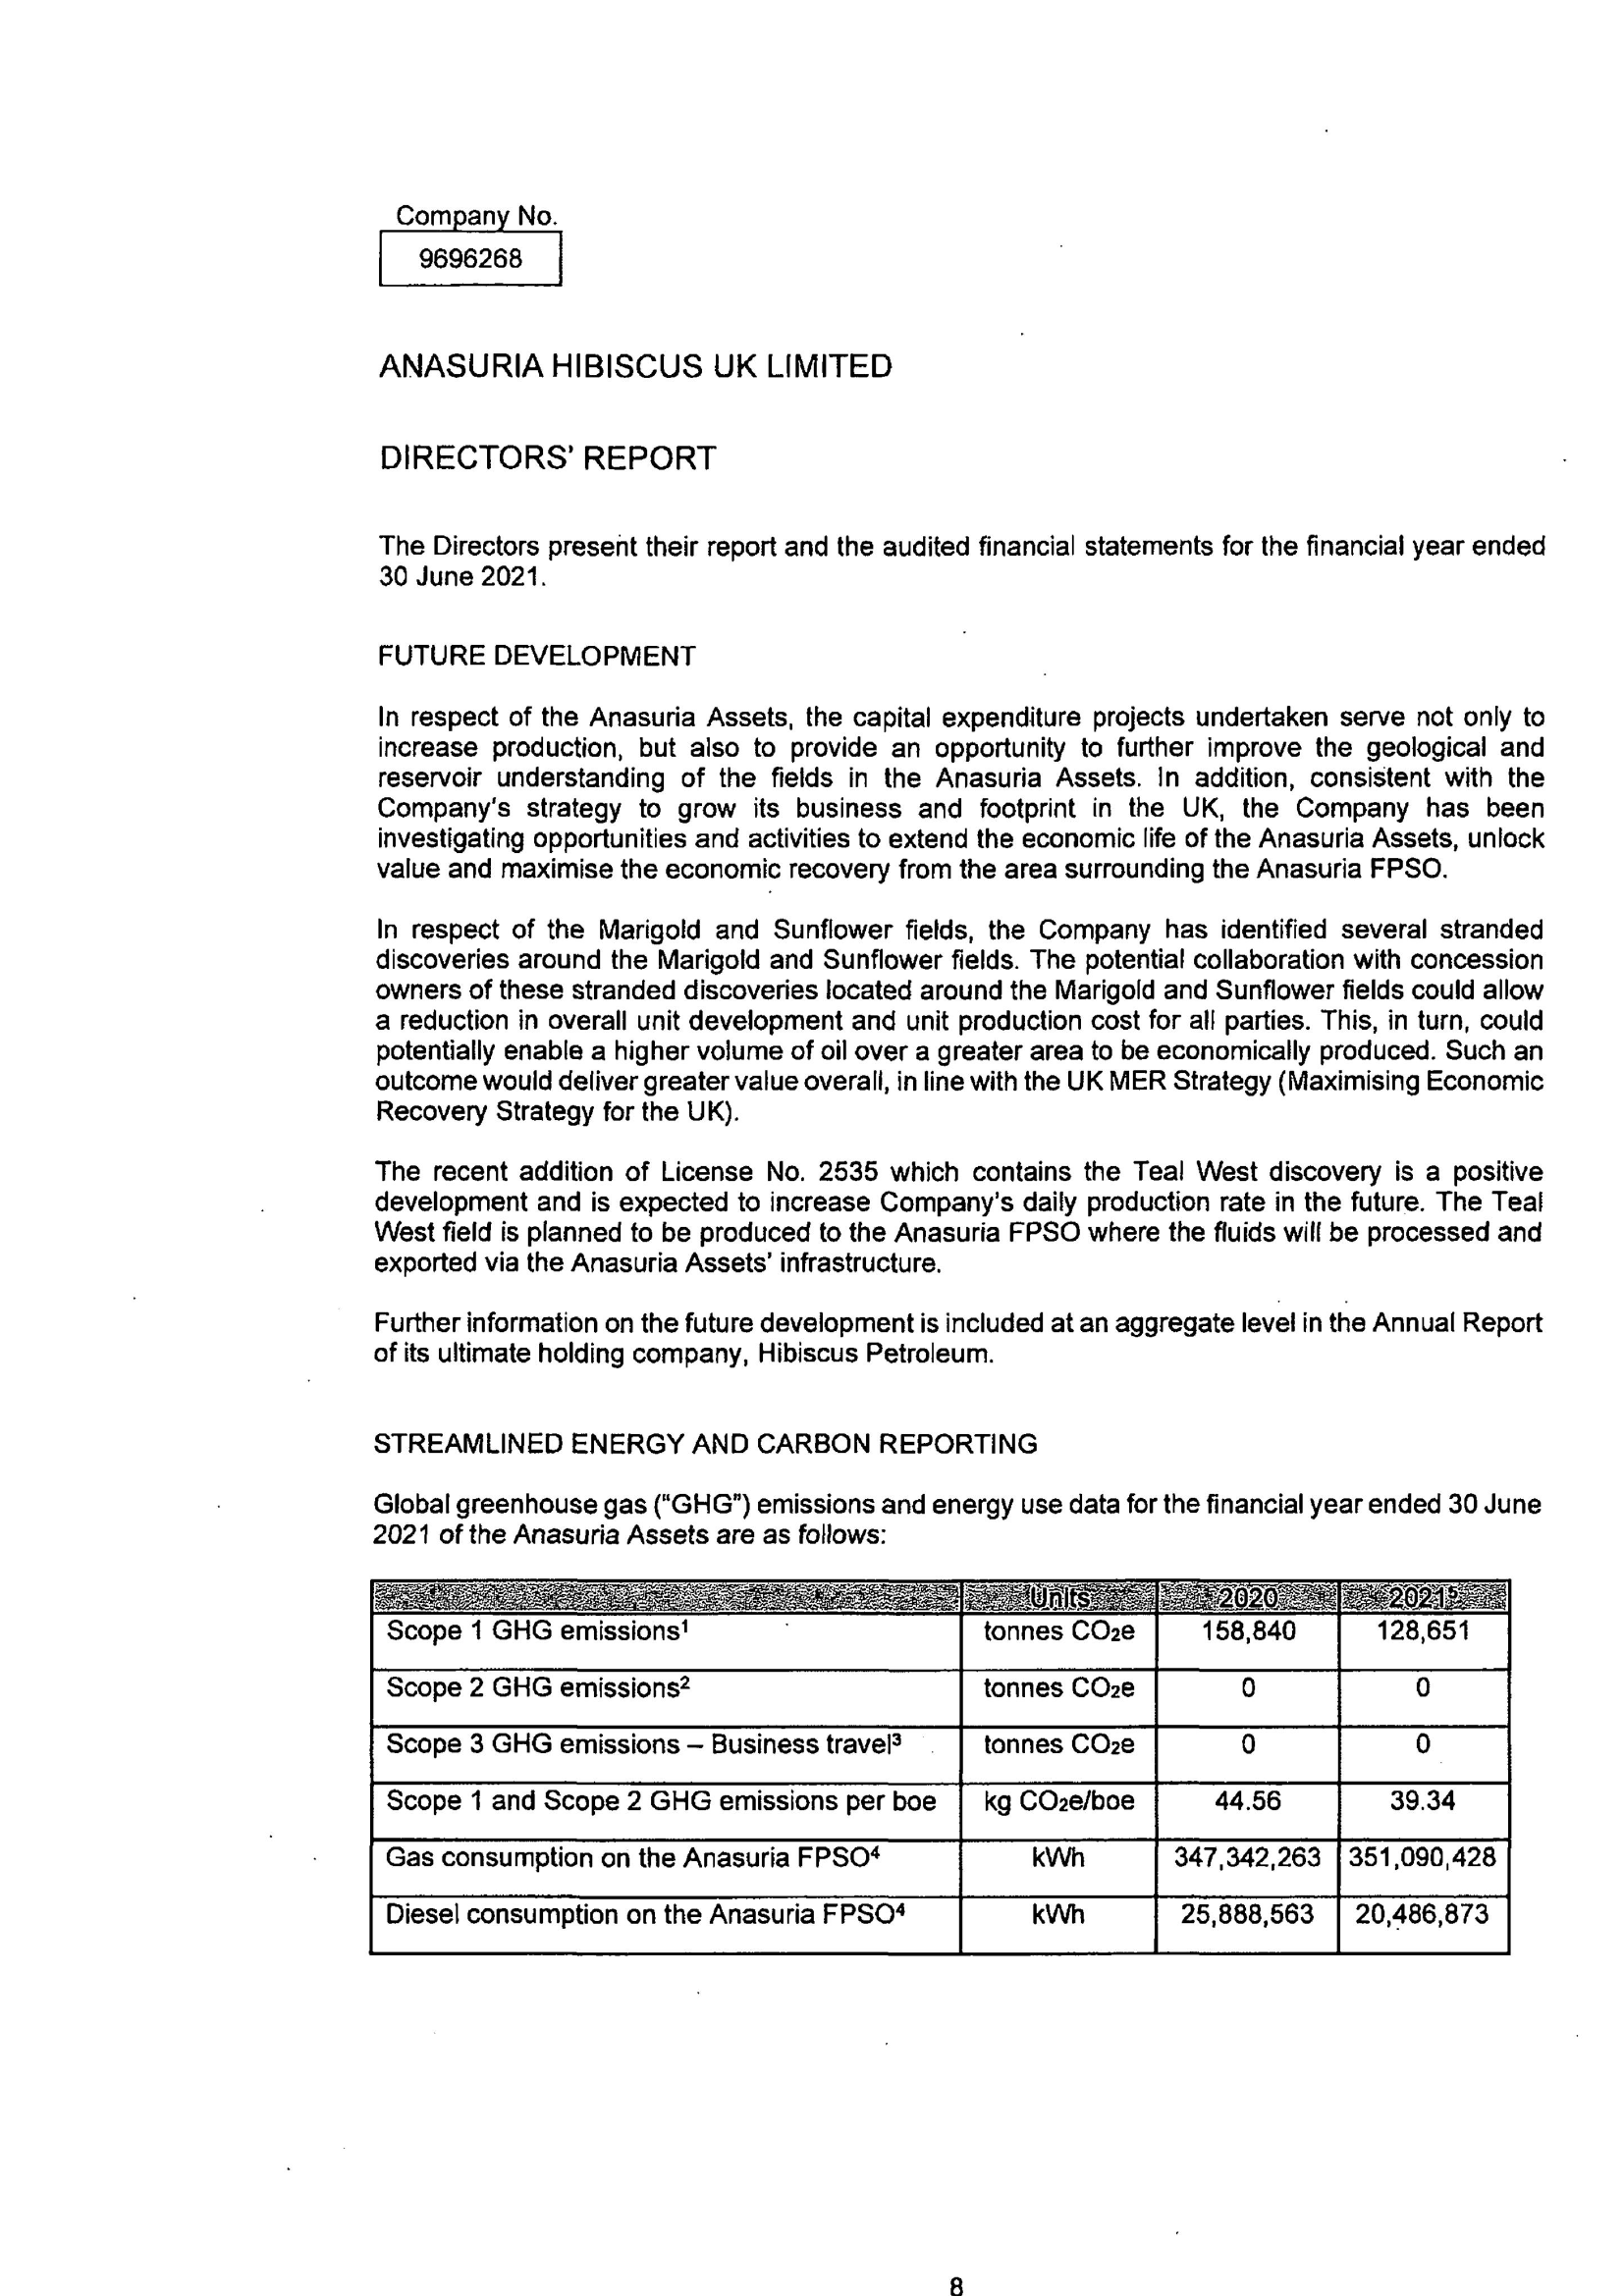 Company No.
9696268
ANASURIA HIBISCUS UK LIMITED
DIRECTORS' REPORT
The Directors present their report and the audited financial statements for the financial year ended
30 June 2021.
FUTURE DEVELOPMENT
In respect of the Anasuria Assets, the capital expenditure projects undertaken serve not only to
increase production, but also to provide an opportunity to further improve the geological and
reservoir understanding of the fields in the Anasuria Assets. In addition, consistent with the
Company's strategy to grow its business and footprint in the UK, the Company has been
investigating opportunities and activities to extend the economic life of the Anasuria Assets, unlock
value and maximise the economic recovery from the area surrounding the Anasuria FPSO.
In respect of the Marigold and Sunflower fields, the Company has identified several stranded
discoveries around the Marigold and Sunflower fields. The potential collaboration with concession
owners of these stranded discoveries located around the Marigold and Sunflower fields could allow
a reduction in overall unit development and unit production cost for all parties. This, in turn, could
potentially enable a higher volume of oil over a greater area to be economically produced. Such an
outcome would deliver greater value overall, in line with the UK MER Strategy (Maximising Economic
Recovery Strategy for the UK).
The recent addition of License No. 2535 which contains the Teal West discovery is a positive
development and is expected to increase Company's daily production rate in the future. The Teal
West field is planned to be produced to the Anasuria FPSO where the fluids will be processed and
exported via the Anasuria Assets' infrastructure.
Further information on the future development is included at an aggregate level in the Annual Report
of its ultimate holding company, Hibiscus Petroleum.
STREAMLINED ENERGY AND CARBON REPORTING
Global greenhouse gas ("GHG") emissions and energy use data for the financial year ended 30 June
2021 of the Anasuria Assets are as follows:
Units 2020 2021⁵
Scope 1 GHG emissions¹ tonnes CO₂e 158,840 128,651
Scope 2 GHG emissions² tonnes CO₂e 0 0
Scope 3 GHG emissions – Business travel³ tonnes CO₂e 0 0
Scope 1 and Scope 2 GHG emissions per boe kg CO₂e/boe 44.56 39.34
Gas consumption on the Anasuria FPSO⁴ kWh 347,342,263 351,090,428
Diesel consumption on the Anasuria FPSO⁴ kWh 25,888,563 20,486,873
8